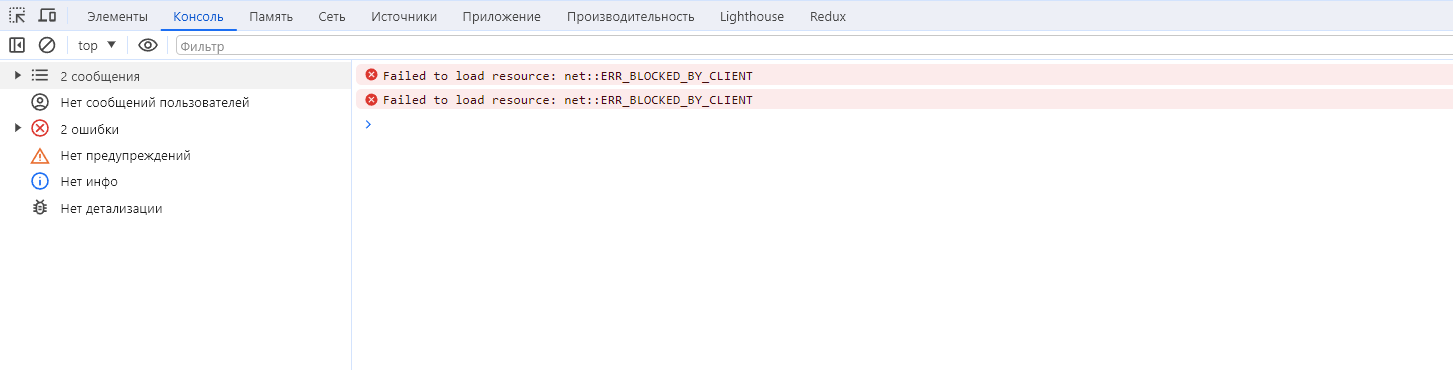 Элементы Консоль Память Сеть Источники Приложение Производительность Lighthouse Redux
top Фильтр
2 сообщения
Нет сообщений пользователей
2 ошибки
Нет предупреждений
Нет инфо
Нет детализации
Failed to load resource: net::ERR_BLOCKED_BY_CLIENT
Failed to load resource: net::ERR_BLOCKED_BY_CLIENT